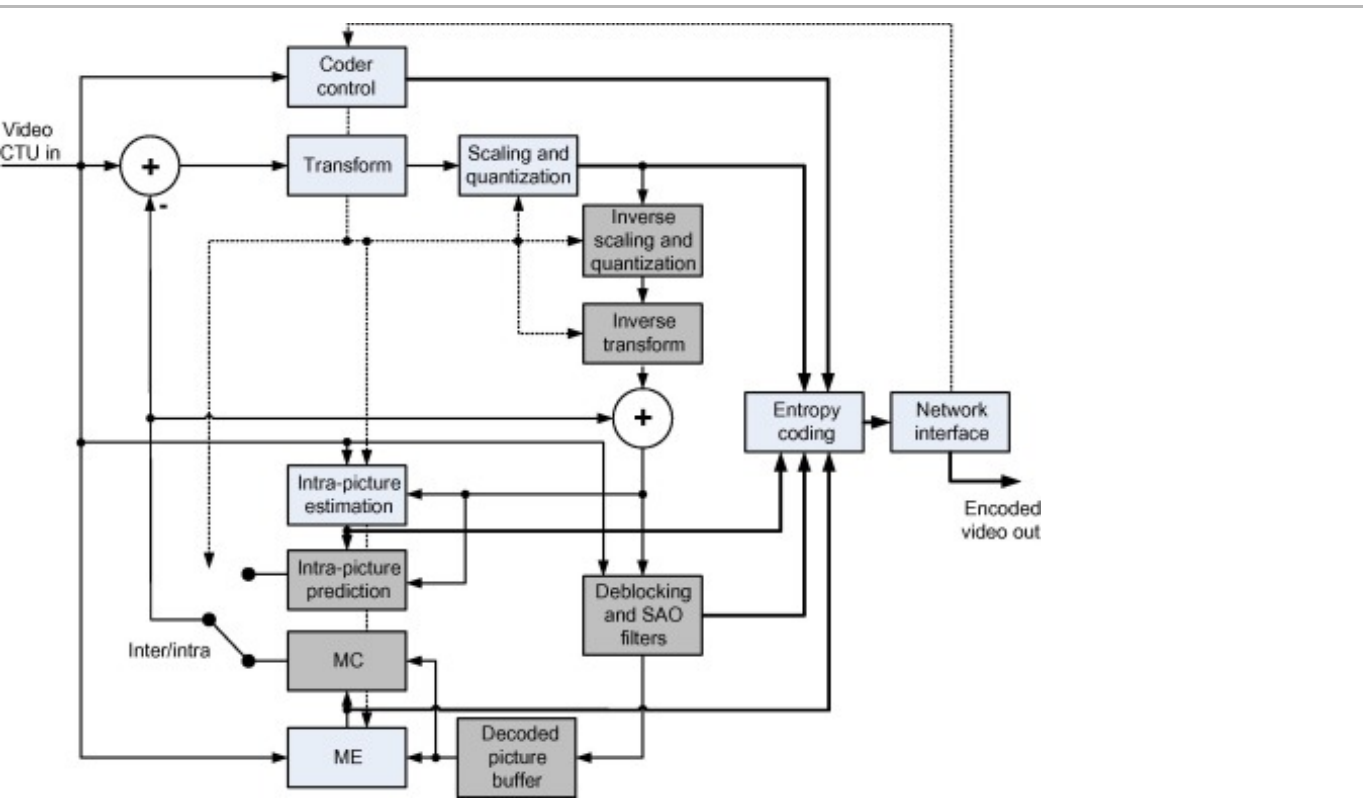 Coder
control
Video
CTU in
+
Transform
Scaling and
quantization
-
Inverse
scaling and
quantization
Inverse
transform
+
Entropy
coding
Network
interface
Intra-picture
estimation
Encoded
video out
Intra-picture
prediction
Deblocking
and SAO
filters
Inter/intra
MC
ME
Decoded
picture
buffer